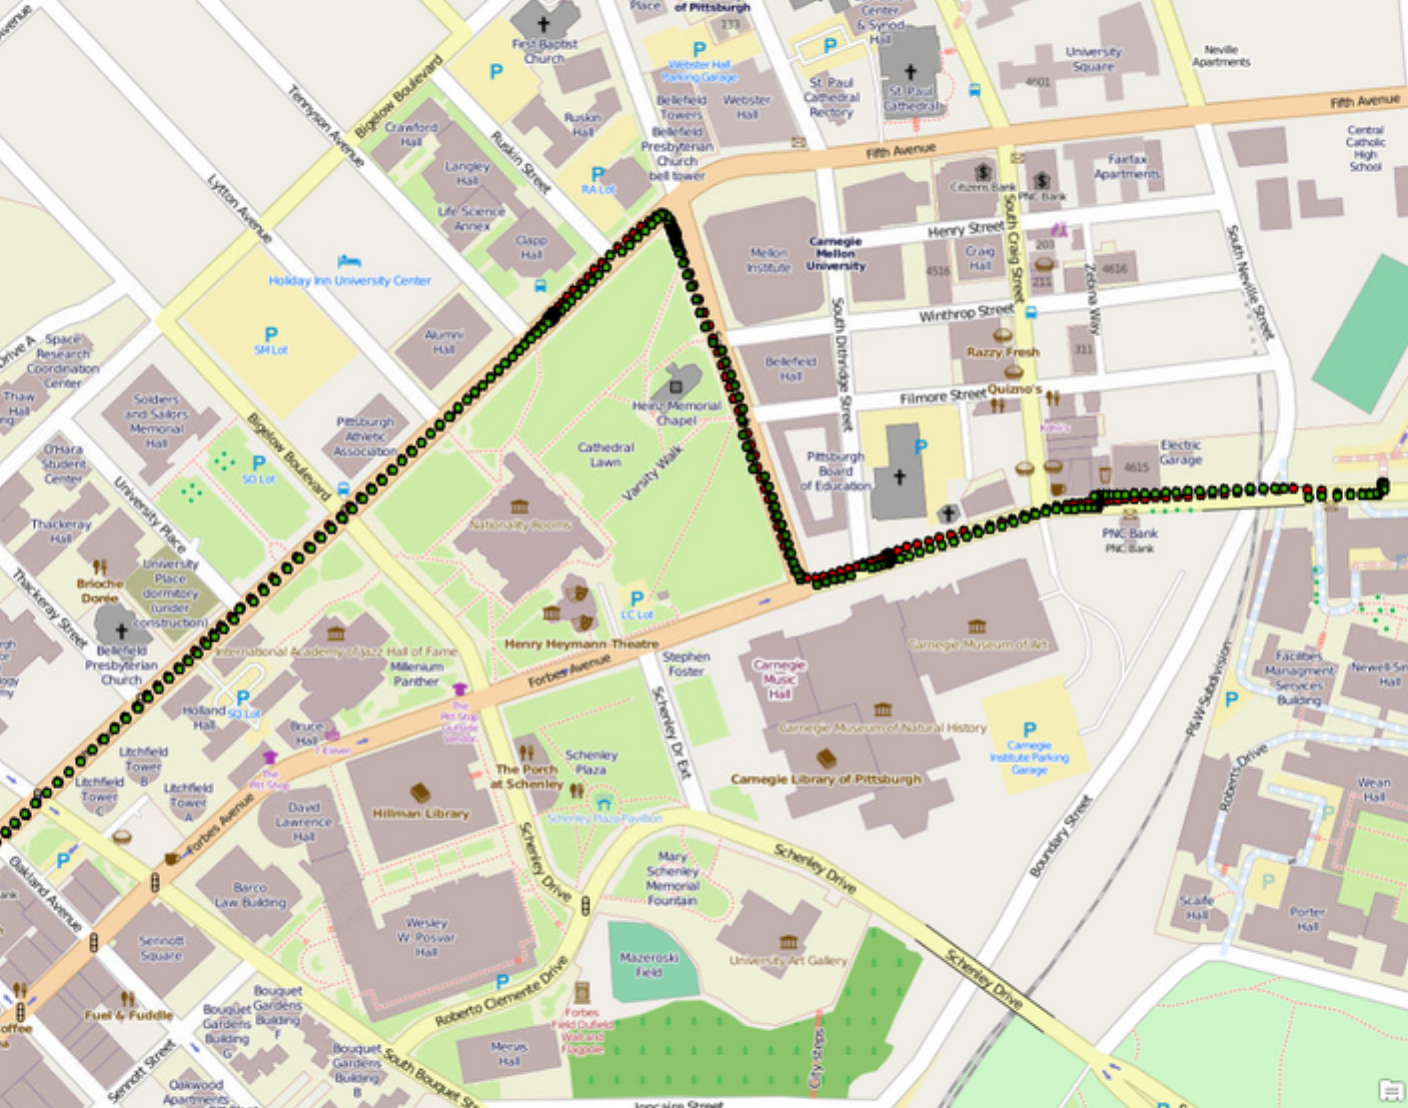 Place
of Pittsburgh
133
Center
& Synod
Hall
First Baptist
Church
P
P
P
Webster Hall
Parking Garage
University
Square
4601
Neville
Apartments
Fifth Avenue
Bigelow Boulevard
Tennyson Avenue
Crawford
Hall
Ruskin
Hall
Bellefield
Towers
Webster
Hall
St. Paul
Cathedral
Rectory
St. Paul
Cathedral
Bellefield
Presbyterian
Church
bell tower
Fifth Avenue
Central
Catholic
High
School
Langley
Hall
Ruskin Street
P
RA Lot
Citizens Bank
PNC Bank
Fairfax
Apartments
Lytton Avenue
Life Science
Annex
Clapp
Hall
Mellon
Institute
Carnegie
Mellon
University
Henry Street
South Craig Street
Craig
Hall
4516
203
211
4616
Zebina Way
South Neville Street
Holiday Inn University Center
P
SM Lot
Alumni
Hall
Winthrop Street
South Dithridge Street
Drive A
Space
Research
Coordination
Center
Thaw
Hall
Razzy Fresh
311
Bellefield
Hall
Quizno's
Filmore Street
Soldiers
and Sailors
Memorial
Hall
Bigelow Boulevard
Pittsburgh
Athletic
Association
Heinz Memorial
Chapel
Cathedral
Lawn
Varsity Walk
Pittsburgh
Board
of Education
P
Kohli's
Electric
Garage
4615
O'Hara
Student
Center
P
SO Lot
University Place
Nationality Rooms
Thackeray
Hall
PNC Bank
PNC Bank
Brioche
Doree
University
Place
dormitory
(under
construction)
Thackeray Street
Bellefield
Presbyterian
Church
International Academy of Jazz Hall of Fame
Millenium
Panther
P
LC Lot
Henry Heymann Theatre
Stephen
Foster
Forbes Avenue
Carnegie
Music
Hall
Carnegie Museum of Art
P&W Subdivision
Facilities
Managment
Services
Building
Newell-Sim
Hall
Holland
Hall
P
SQ Lot
Bruce
Hall
7 Eleven
The
Pit Stop
Outside
Vendor
Schenley Dr Ext
Carnegie Museum of Natural History
P
Carnegie
Institute Parking
Garage
P
Roberto Drive
Litchfield
Tower
B
Litchfield
Tower
C
Litchfield
Tower
A
The
Pit Stop
The Porch
at Schenley
Schenley
Plaza
Carnegie Library of Pittsburgh
Wean
Hall
Hillman Library
David
Lawrence
Hall
Schenley Plaza Pavilion
P
Forbes Avenue
P
Oakland Avenue
Schenley Drive
Mary
Schenley
Memorial
Fountain
Schenley Drive
Boundary Street
P
Barco
Law Building
Wesley
W. Posvar
Hall
Scaife
Hall
Porter
Hall
Sennott
Square
Mazeroski
Field
University Art Gallery
Schenley Drive
P
Roberto Clemente Drive
Fuel & Fuddle
Bouquet
Gardens
Building
G
Bouquet
Gardens
Building
F
Forbes
Field Outfield
Wall and
Flagpole
City steps
Mervis
Hall
Bouquet
Gardens
Building
B
South Bouquet St
Sennott Street
Oakwood
Apartments
Joncaire Street
P